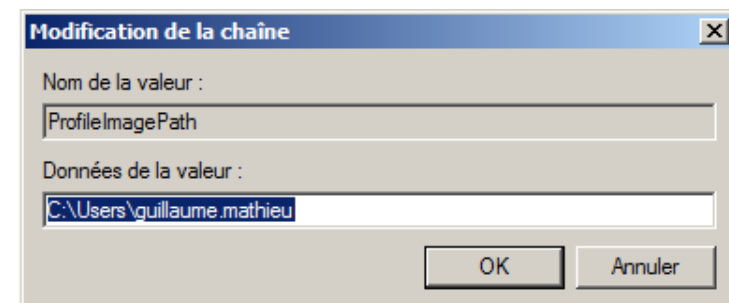 Modification de la chaîne
Nom de la valeur :
ProfileImagePath
Données de la valeur :
C:\Users\guillaume.mathieu
OK Annuler